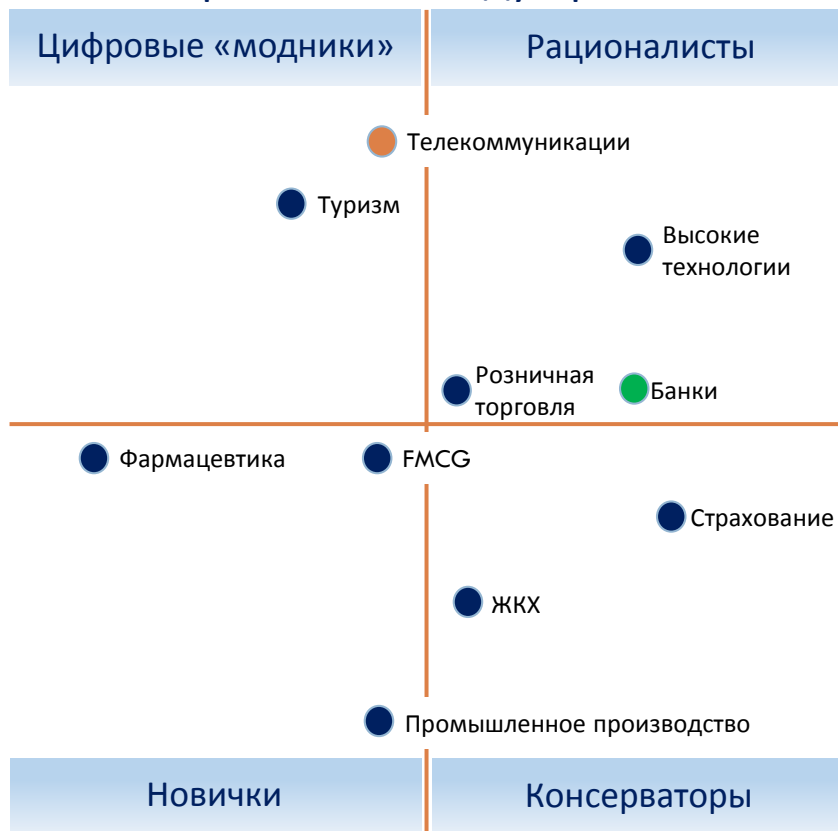 Цифровые «модники»
Рационалисты
Телекоммуникации
Туризм
Высокие
технологии
Розничная
торговля
Банки
Фармацевтика
FMCG
Страхование
ЖКХ
Промышленное производство
Новички
Консерваторы